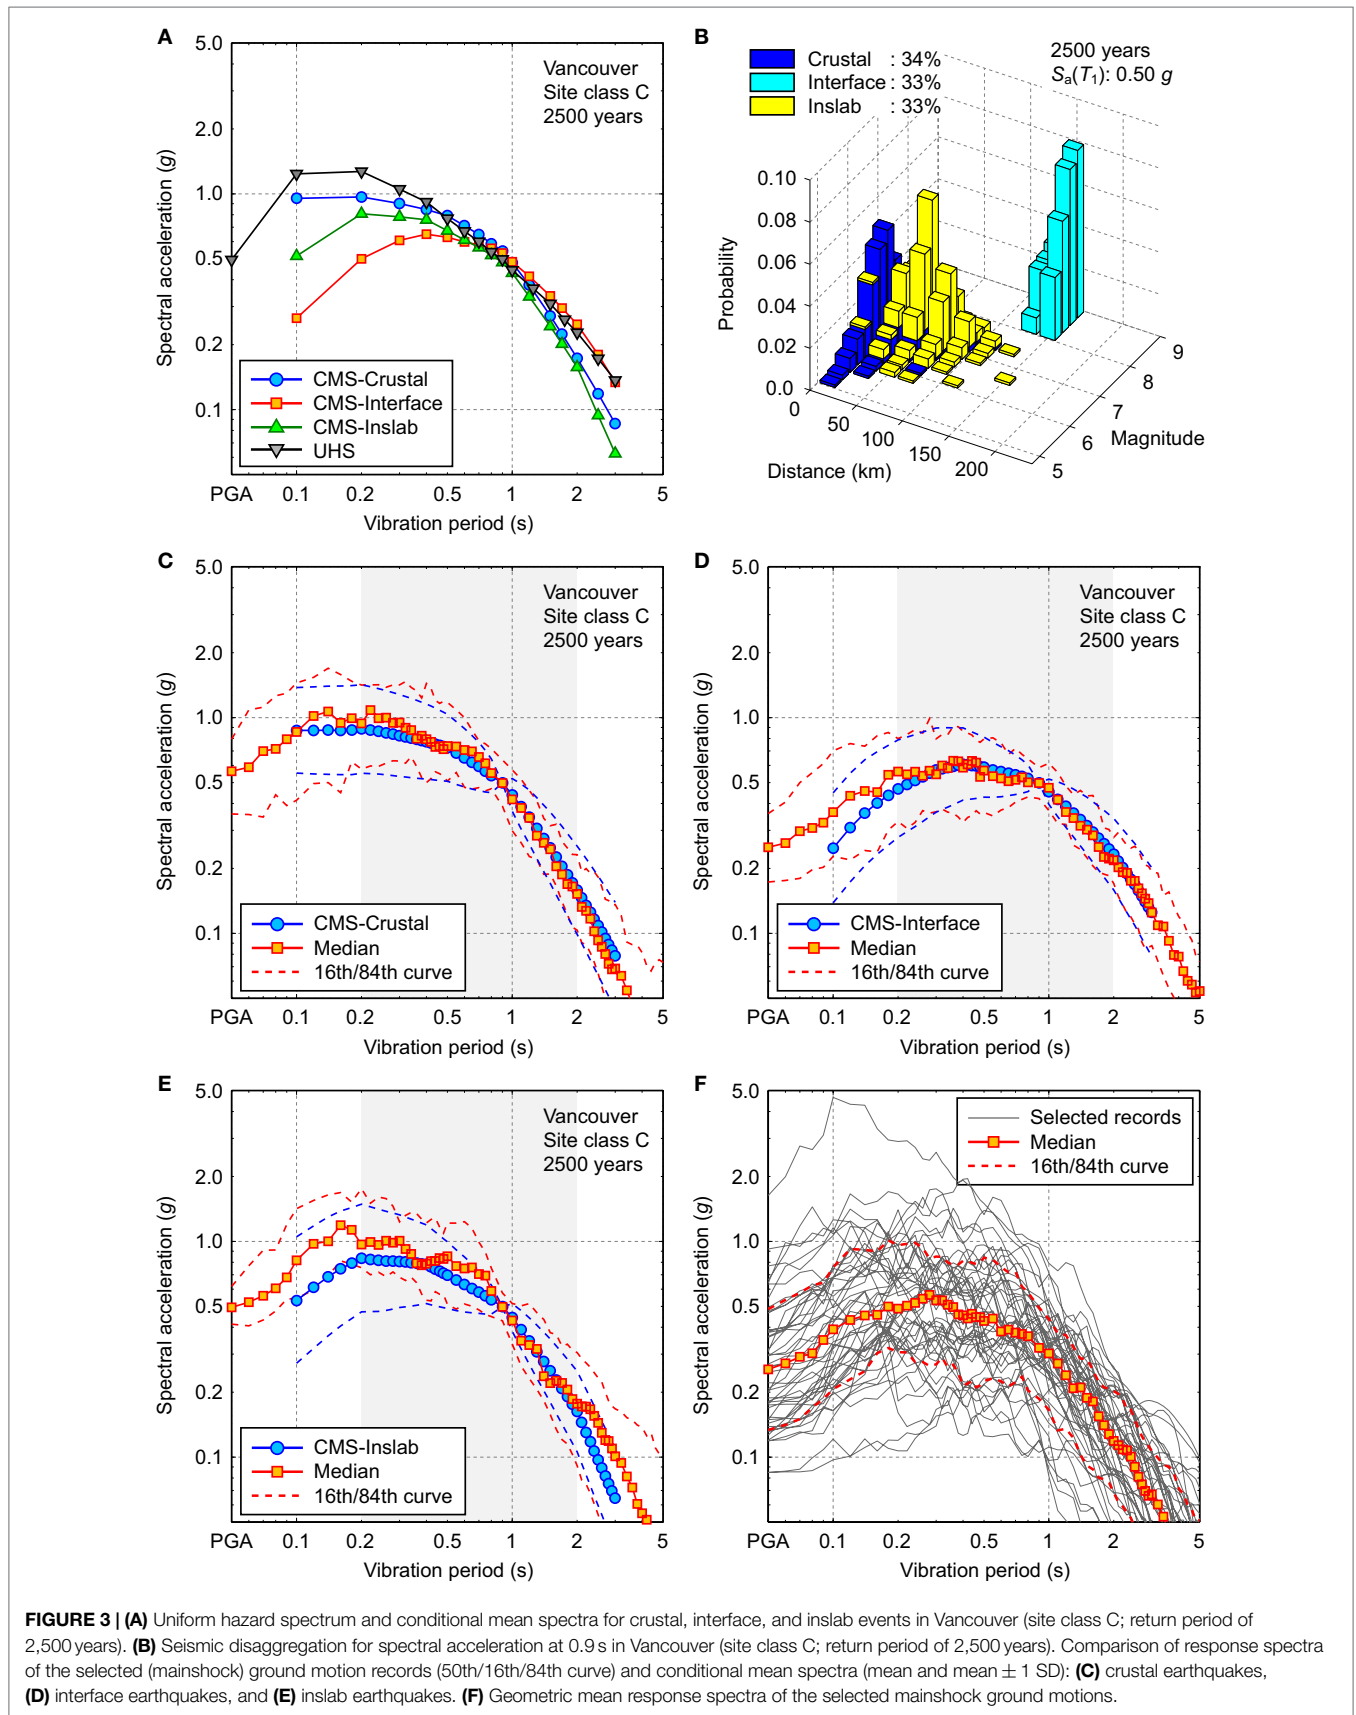 A
Vancouver
Site class C
2500 years
5.0
2.0
1.0
0.5
0.2
0.1
Spectral acceleration (g)
CMS-Crustal
CMS-Interface
CMS-Inslab
UHS
PGA 0.1 0.2 0.5 1 2 5
Vibration period (s)
B
Crustal : 34%
Interface : 33%
Inslab : 33%
2500 years
Sa(T1): 0.50 g
0.10
0.08
0.06
0.04
0.02
0.0
Probability
0 50 100 150 200
Distance (km)
5 6 7 8 9
Magnitude
C
Vancouver
Site class C
2500 years
5.0
2.0
1.0
0.5
0.2
0.1
Spectral acceleration (g)
CMS-Crustal
Median
16th/84th curve
PGA 0.1 0.2 0.5 1 2 5
Vibration period (s)
D
Vancouver
Site class C
2500 years
5.0
2.0
1.0
0.5
0.2
0.1
Spectral acceleration (g)
CMS-Interface
Median
16th/84th curve
PGA 0.1 0.2 0.5 1 2 5
Vibration period (s)
E
Vancouver
Site class C
2500 years
5.0
2.0
1.0
0.5
0.2
0.1
Spectral acceleration (g)
CMS-Inslab
Median
16th/84th curve
PGA 0.1 0.2 0.5 1 2 5
Vibration period (s)
F
Selected records
Median
16th/84th curve
5.0
2.0
1.0
0.5
0.2
0.1
Spectral acceleration (g)
PGA 0.1 0.2 0.5 1 2 5
Vibration period (s)
FIGURE 3 | (A) Uniform hazard spectrum and conditional mean spectra for crustal, interface, and inslab events in Vancouver (site class C; return period of
2,500 years). (B) Seismic disaggregation for spectral acceleration at 0.9 s in Vancouver (site class C; return period of 2,500 years). Comparison of response spectra
of the selected (mainshock) ground motion records (50th/16th/84th curve) and conditional mean spectra (mean and mean ± 1 SD): (C) crustal earthquakes,
(D) interface earthquakes, and (E) inslab earthquakes. (F) Geometric mean response spectra of the selected mainshock ground motions.